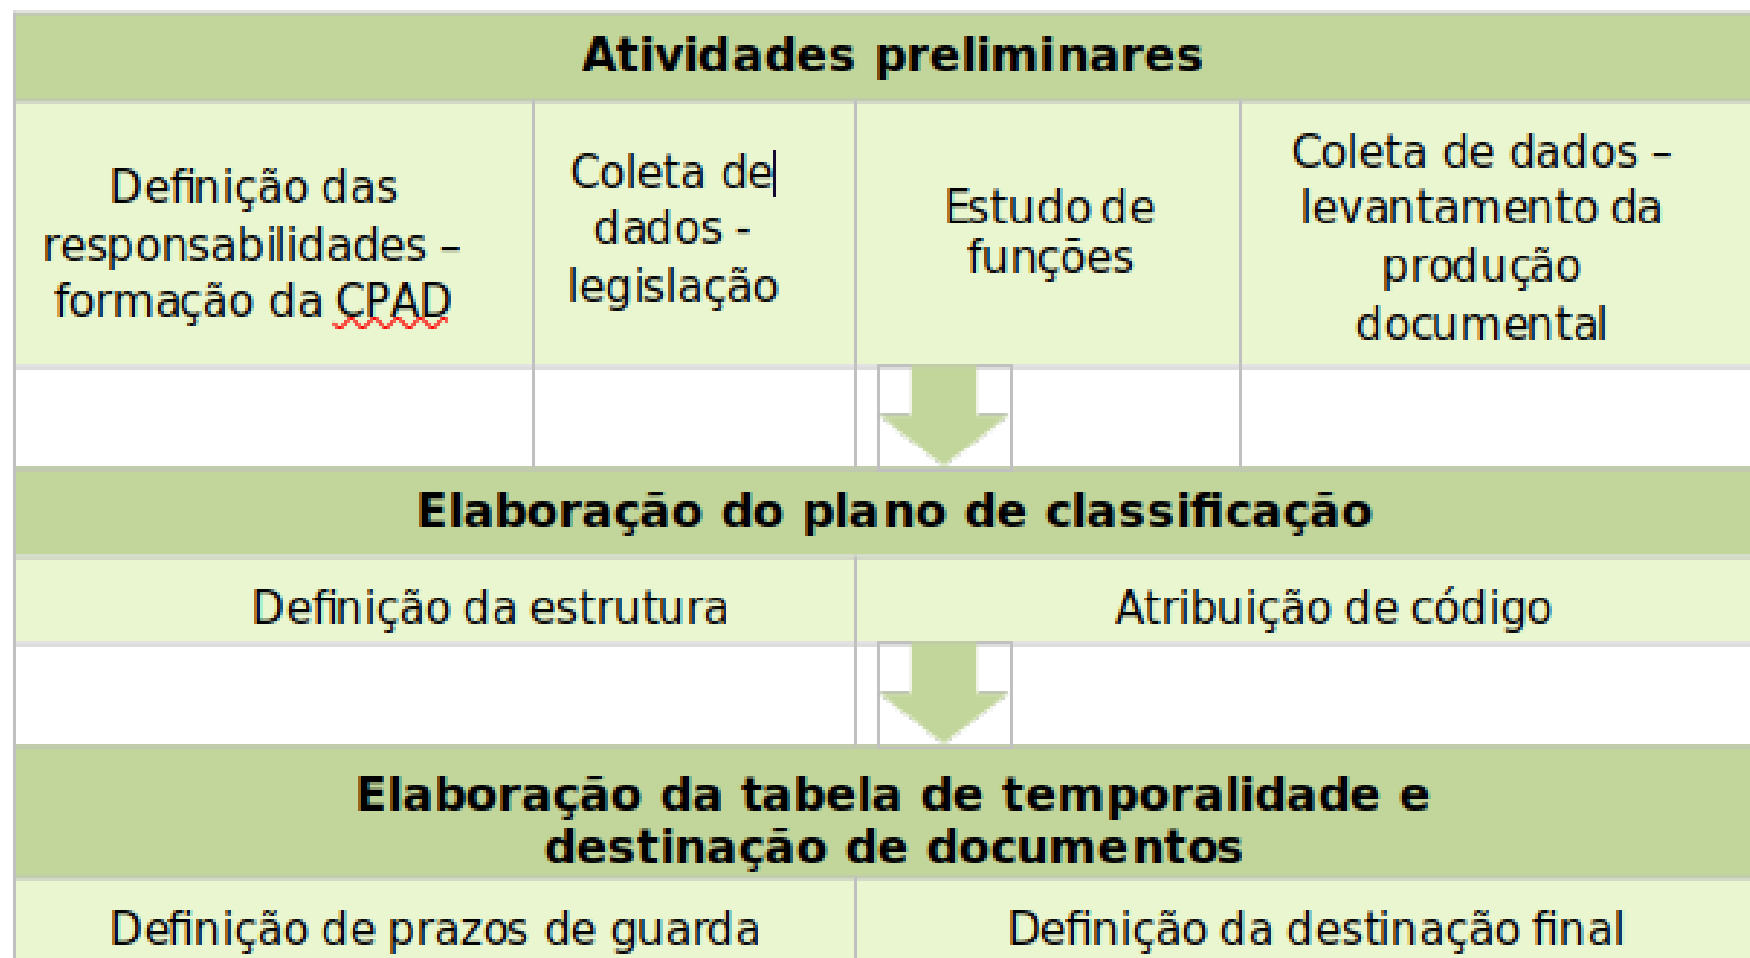 Atividades preliminares
Definição das
responsabilidades –
formação da CPAD
Coleta de
dados -
legislação
Estudo de
funções
Coleta de dados –
levantamento da
produção
documental
Elaboração do plano de classificação
Definição da estrutura
Atribuição de código
Elaboração da tabela de temporalidade e
destinação de documentos
Definição de prazos de guarda
Definição da destinação final